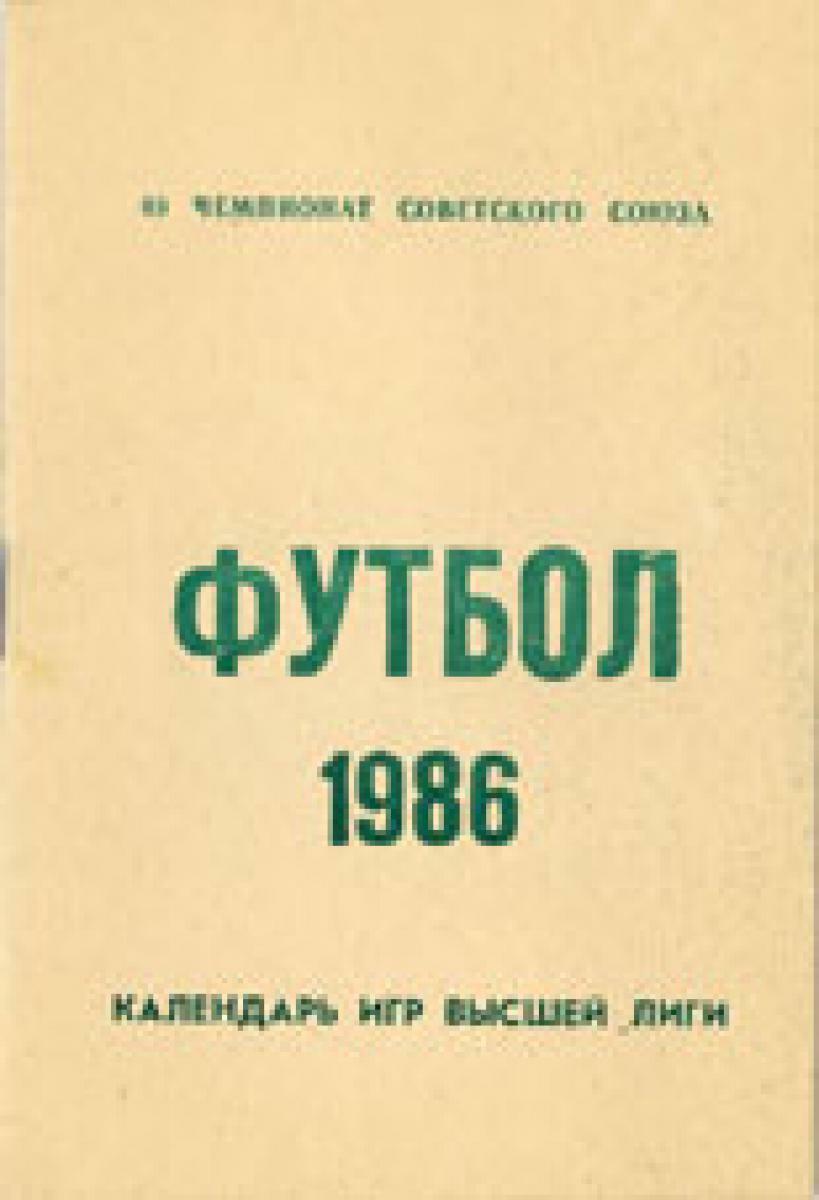 ЧЕМПИОНАТ СОВЕТСКОГО СОЮЗА
ФУТБОЛ
1986
КАЛЕНДАРЬ ИГР ВЫСШЕЙ ЛИГИ